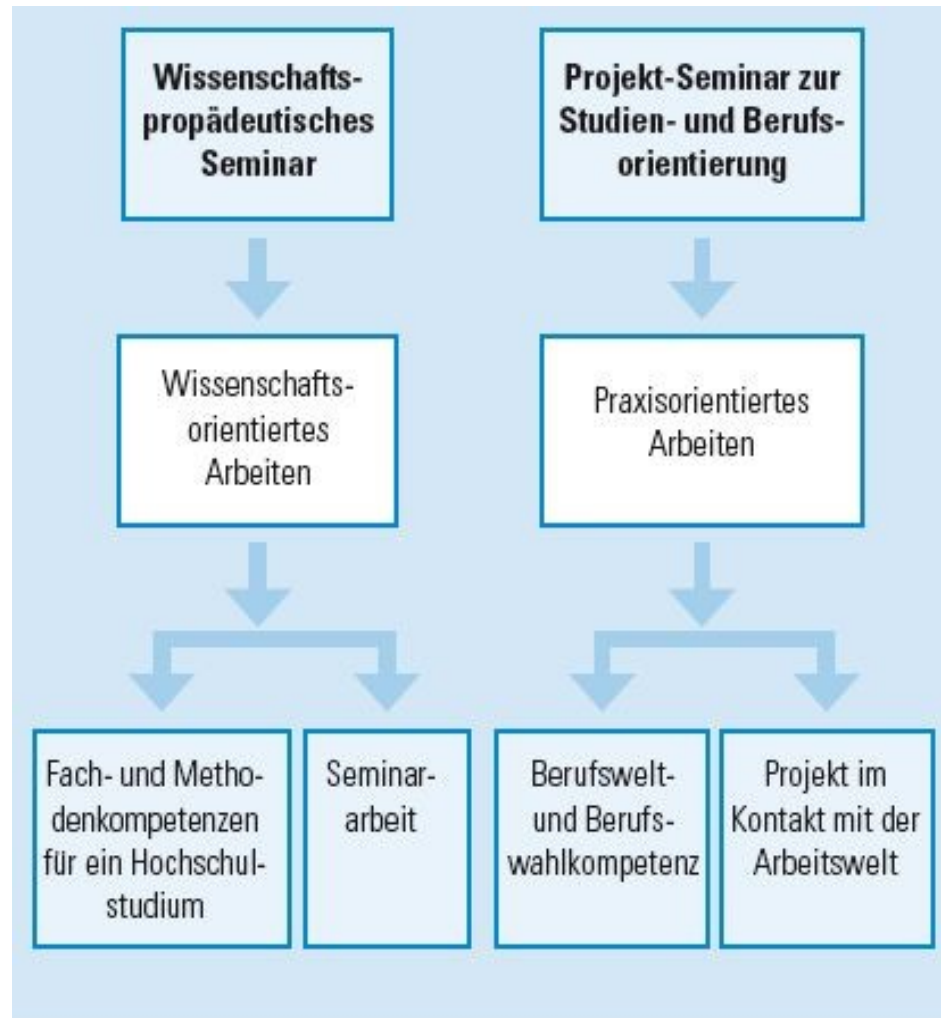 Wissenschafts-
propädeutisches
Seminar
Projekt-Seminar zur
Studien- und Berufs-
orientierung
Wissenschafts-
orientiertes
Arbeiten
Praxisorientiertes
Arbeiten
Fach- und Metho-
denkompetenzen
für ein Hochschul-
studium
Seminar-
arbeit
Berufswelt-
und Berufs-
wahlkompetenz
Projekt im
Kontakt mit der
Arbeitswelt